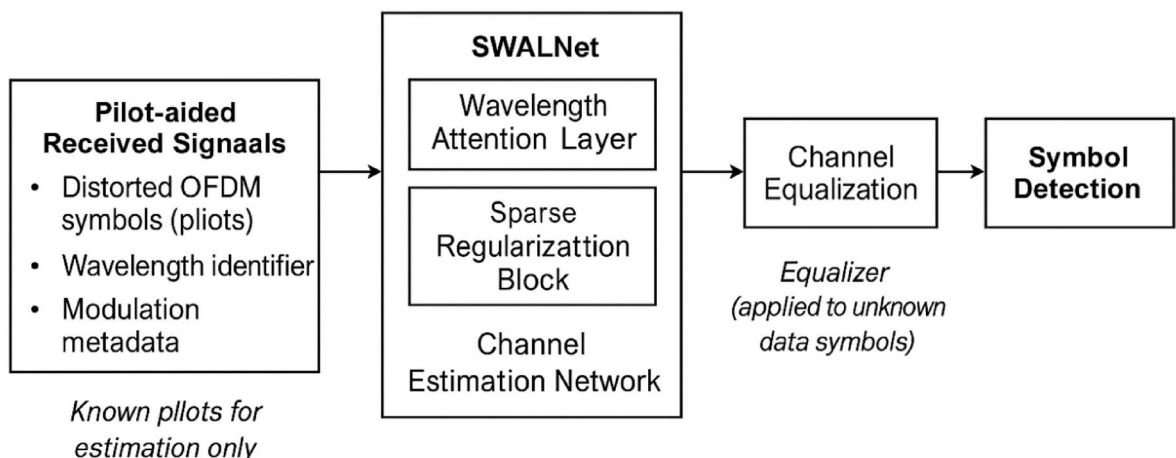 Pilot-aided
Received Signaals
• Distorted OFDM
symbols (pliots)
• Wavelength identifier
• Modulation
metadata
Known pilots for
estimation only
SWALNet
Wavelength
Attention Layer
Sparse
Regularizattion
Block
Channel
Estimation Network
Channel
Equalization
Equalizer
(applied to unknown
data symbols)
Symbol
Detection